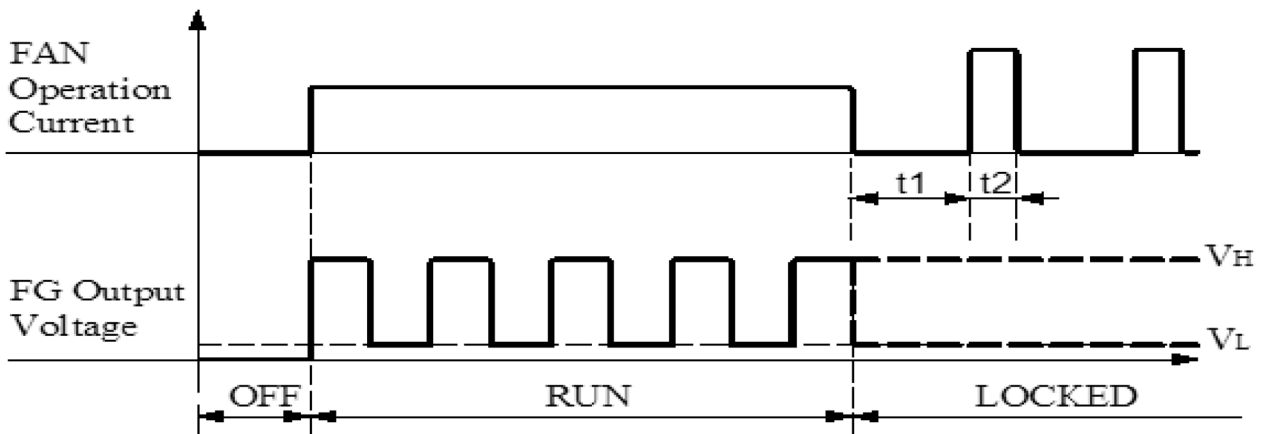 FAN
Operation
Current
t1 t2
FG Output
Voltage
VH
VL
OFF RUN LOCKED